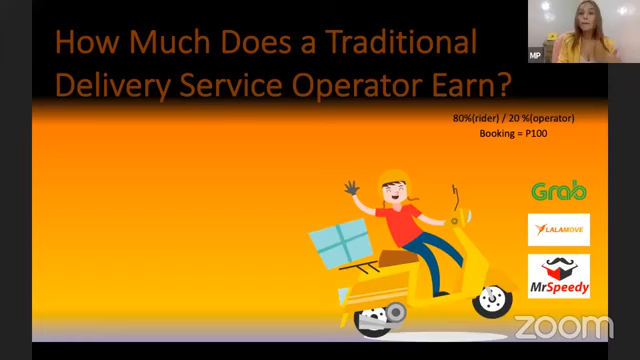 How Much Does a Traditional
Delivery Service Operator Earn?
MP
80%(rider) / 20 %(operator)
Booking = P100
Grab
LALAMOVE
MrSpeedy
zoom